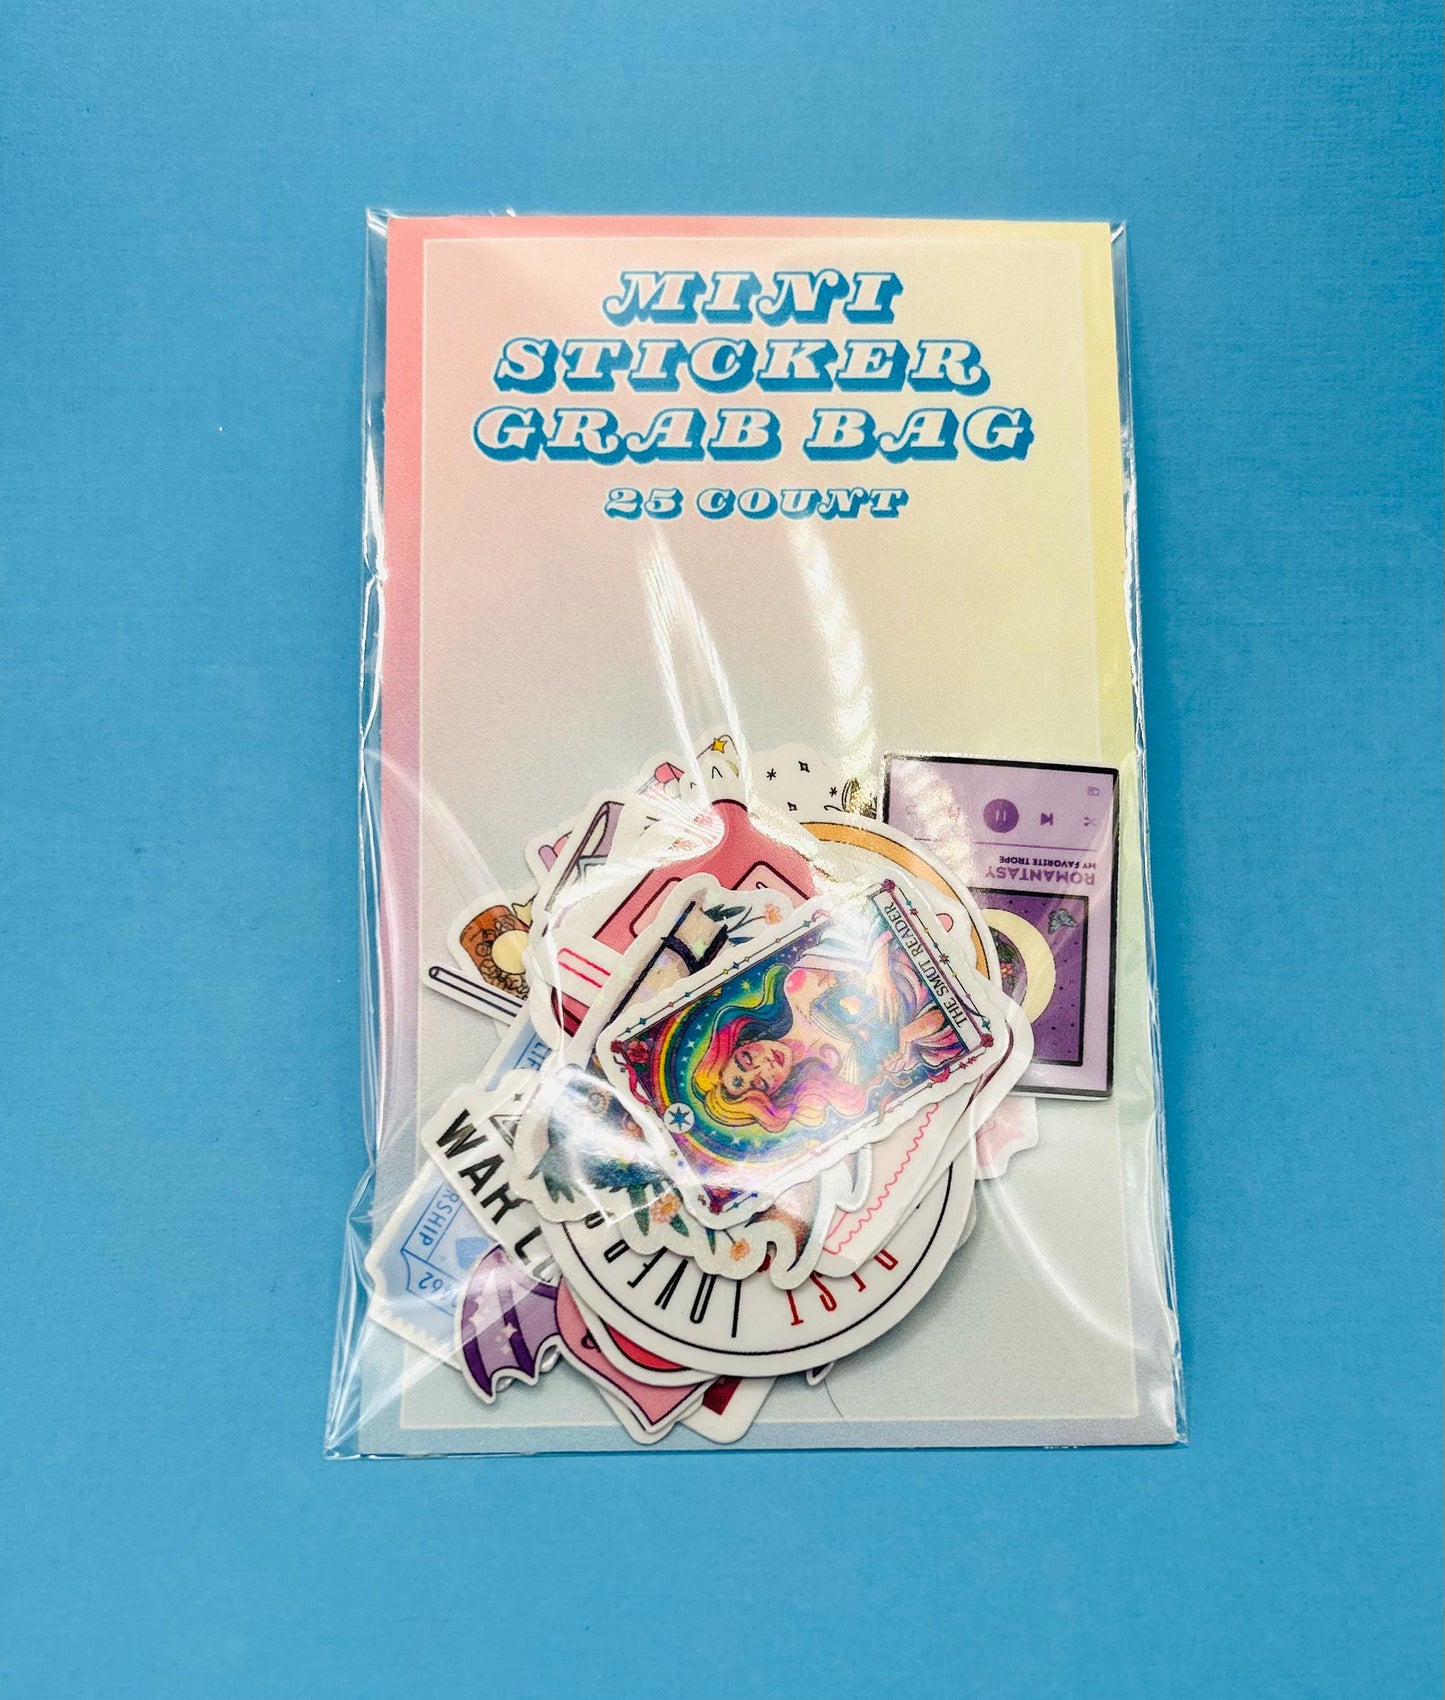 MINI
STICKER
GRAB BAG
25 COUNT
ROMANTASY
MY FAVORITE TROPE
THE SMUT READER